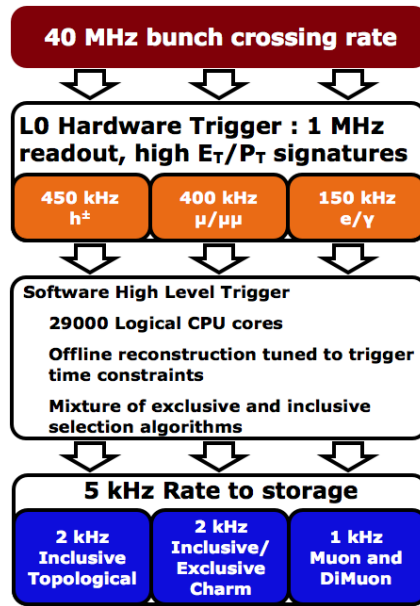 40 MHz bunch crossing rate
L0 Hardware Trigger : 1 MHz
readout, high E_T/P_T signatures
450 kHz
h±
400 kHz
μ/μμ
150 kHz
e/γ
Software High Level Trigger
29000 Logical CPU cores
Offline reconstruction tuned to trigger
time constraints
Mixture of exclusive and inclusive
selection algorithms
5 kHz Rate to storage
2 kHz
Inclusive
Topological
2 kHz
Inclusive/
Exclusive
Charm
1 kHz
Muon and
DiMuon